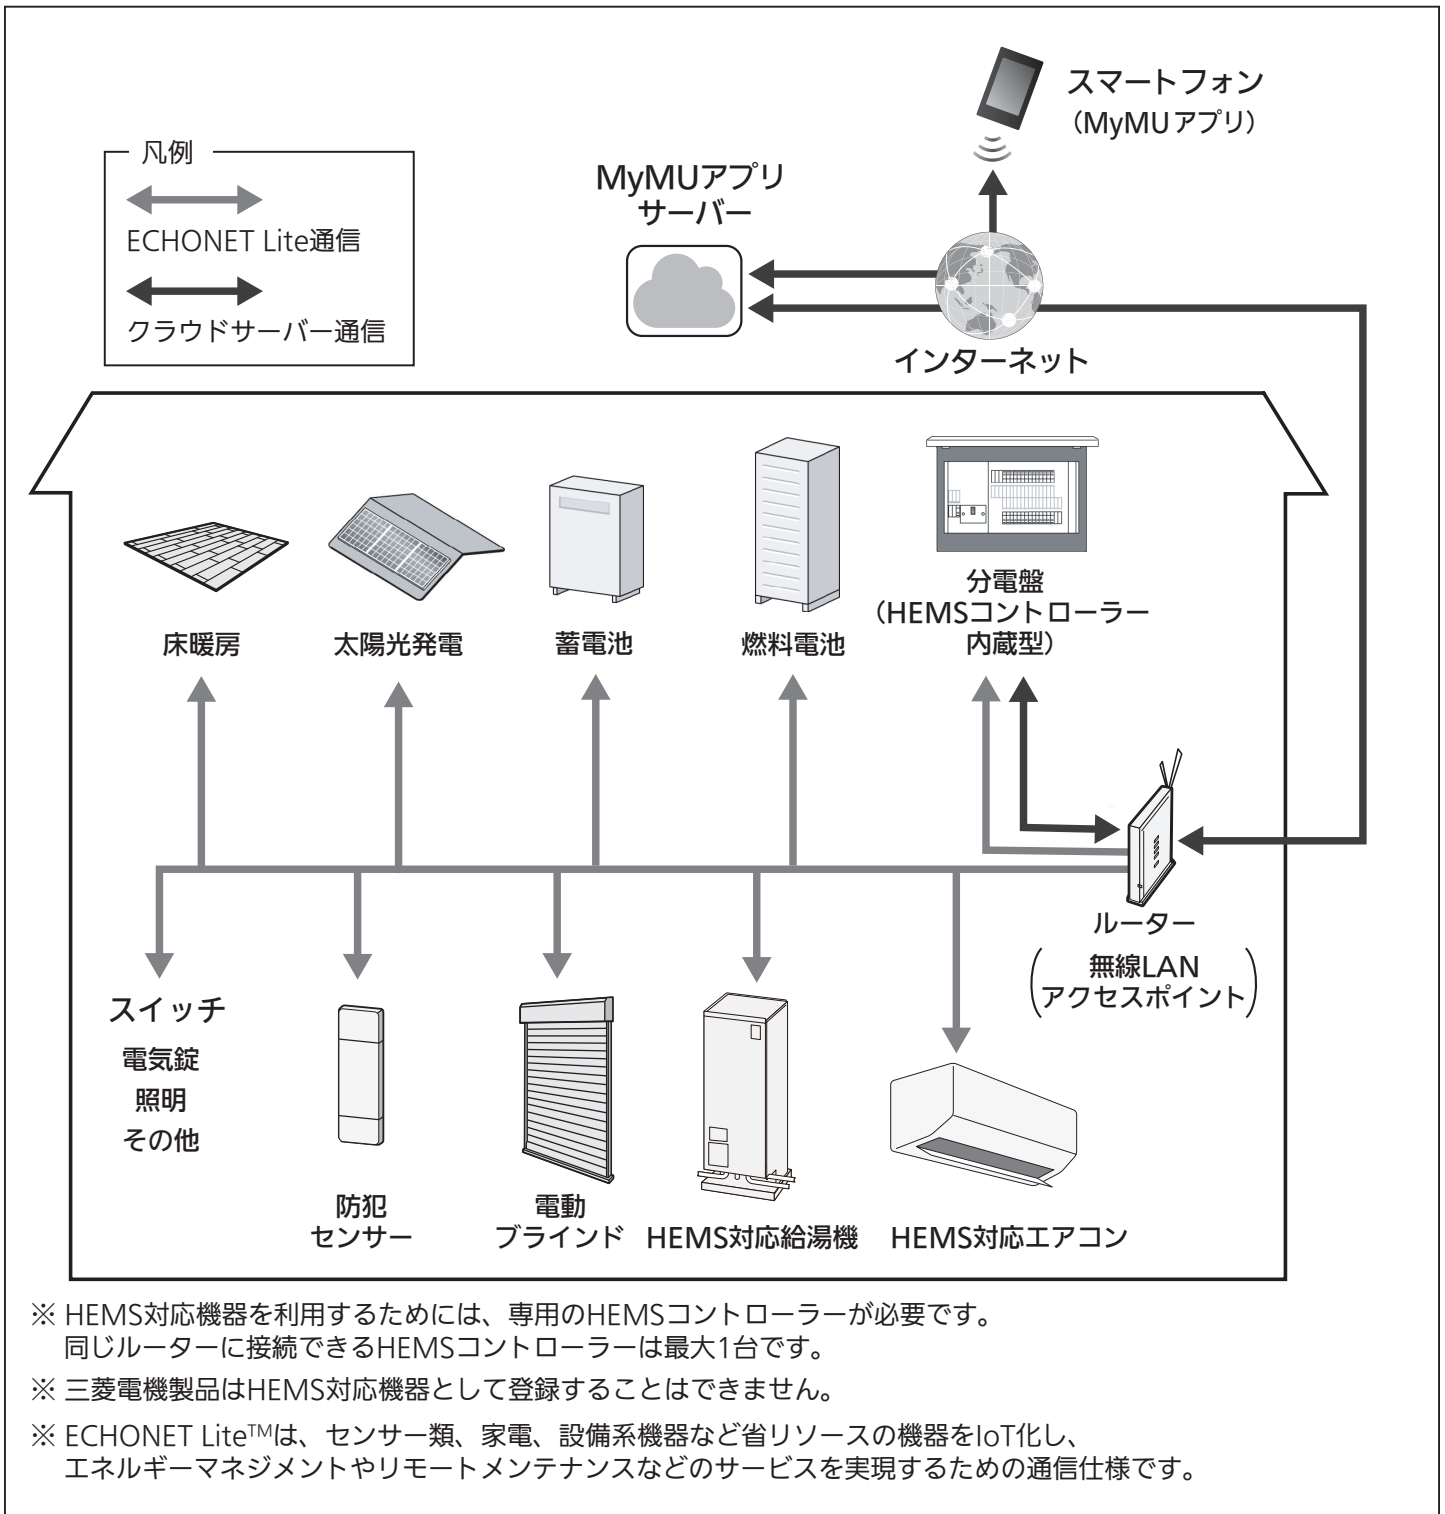 スマートフォン
（MyMUアプリ）
凡例
ECHONET Lite通信
クラウドサーバー通信
MyMUアプリ
サーバー
インターネット
床暖房
太陽光発電
蓄電池
燃料電池
分電盤
（HEMSコントローラー
内蔵型）
ルーター
無線LAN
アクセスポイント
スイッチ
電気錠
照明
その他
防犯
センサー
電動
ブラインド
HEMS対応給湯機
HEMS対応エアコン
※ HEMS対応機器を利用するためには、専用のHEMSコントローラーが必要です。
同じルーターに接続できるHEMSコントローラーは最大1台です。
※ 三菱電機製品はHEMS対応機器として登録することはできません。
※ ECHONET Lite™は、センサー類、家電、設備系機器など省リソースの機器をIoT化し、
エネルギーマネジメントやリモートメンテナンスなどのサービスを実現するための通信仕様です。